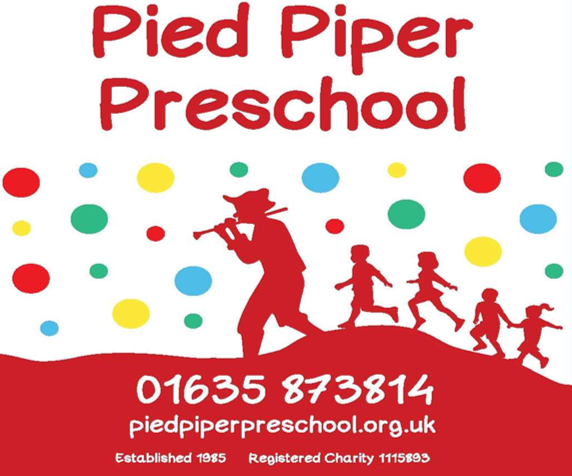 Pied Piper
Preschool
01635 873814
piedpiperpreschool.org.uk
Established 1985 Registered Charity 1115893